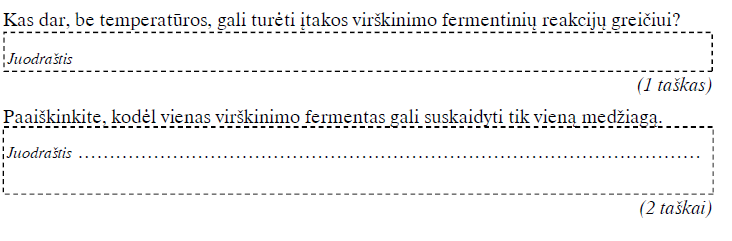 Kas dar, be temperatūros, gali turėti įtakos virškinimo fermentinių reakcijų greičiui?
Juodraštis
(1 taškas)
Paaiškinkite, kodėl vienas virškinimo fermentas gali suskaidyti tik vieną medžiagą.
Juodraštis ………………………………………………………………………………………
(2 taškai)